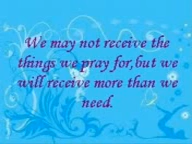 We may not receive the
things we pray for,but we
will receive more than we
need.